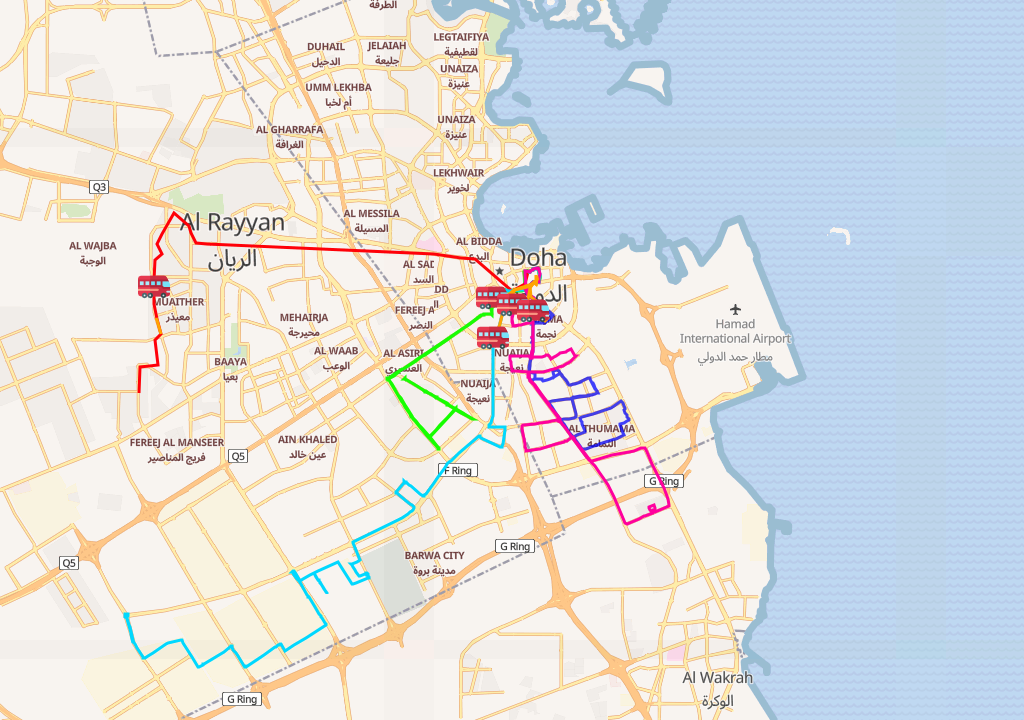 الطرفة
LEGTAIFIYA
لقطيفية
DUHAIL
الدحيل
JELAIAH
جليعة
UNAIZA
عنيزة
UMM LEKHBA
أم لخبا
UNAIZA
عنيزة
AL GHARRAFA
الغرافة
LEKHWAIR
لخوير
Q3
Al Rayyan
الريان
AL MESSILA
المسيلة
AL WAJBA
الوجبة
AL BIDDA
البدع
Doha
AL SAD
السد
DD
MUAITHER
معيذر
MEHAIRJA
محيرجة
FEREEJ A
النصر
نجمة
Hamad
International Airport
مطار حمد الدولي
AL WAAB
الوعب
AL ASIRI
NUAIJA
نعيجة
BAAYA
بعيا
NUAIJA
نعيجة
AL THUMAMA
الثمامة
FEREEJ AL MANSEER
فريج المناصير
AIN KHALED
عين خالد
Q5
F Ring
G Ring
G Ring
BARWA CITY
مدينة بروة
Q5
Al Wakrah
الوكرة
G Ring